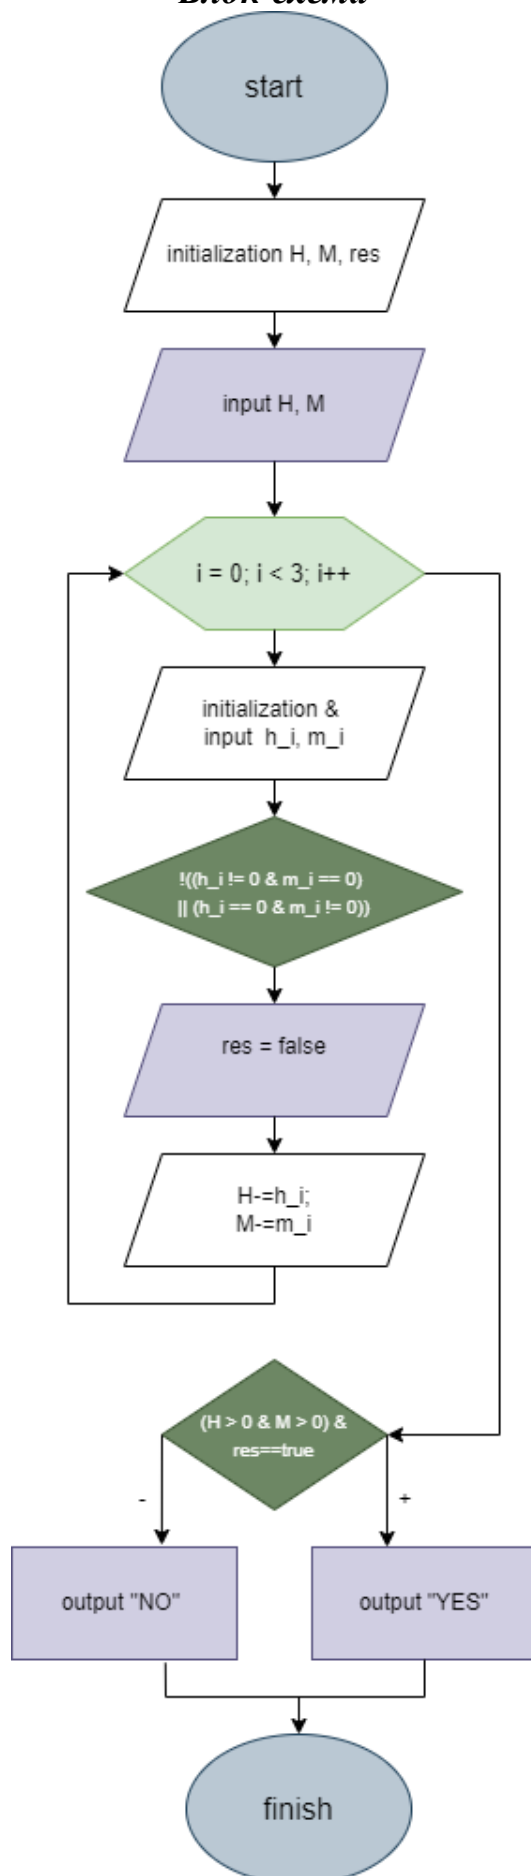 start
initialization H, M, res
input H, M
i = 0; i < 3; i++
initialization &
input h_i, m_i
!((h_i != 0 & m_i == 0)
|| (h_i == 0 & m_i != 0))
res = false
H-=h_i;
M-=m_i
(H > 0 & M > 0) &
res==true
-
+
output "NO"
output "YES"
finish